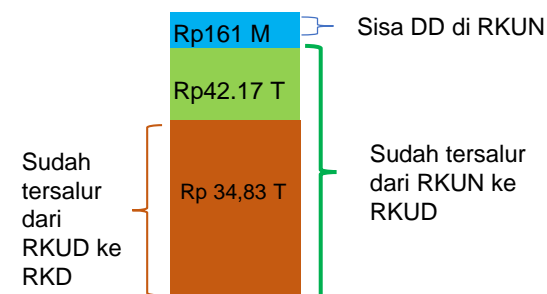 Rp161 M
Sisa DD di RKUN
Rp42.17 T
Sudah
tersalur
dari
RKUD ke
RKD
Rp 34,83 T
Sudah tersalur
dari RKUN ke
RKUD